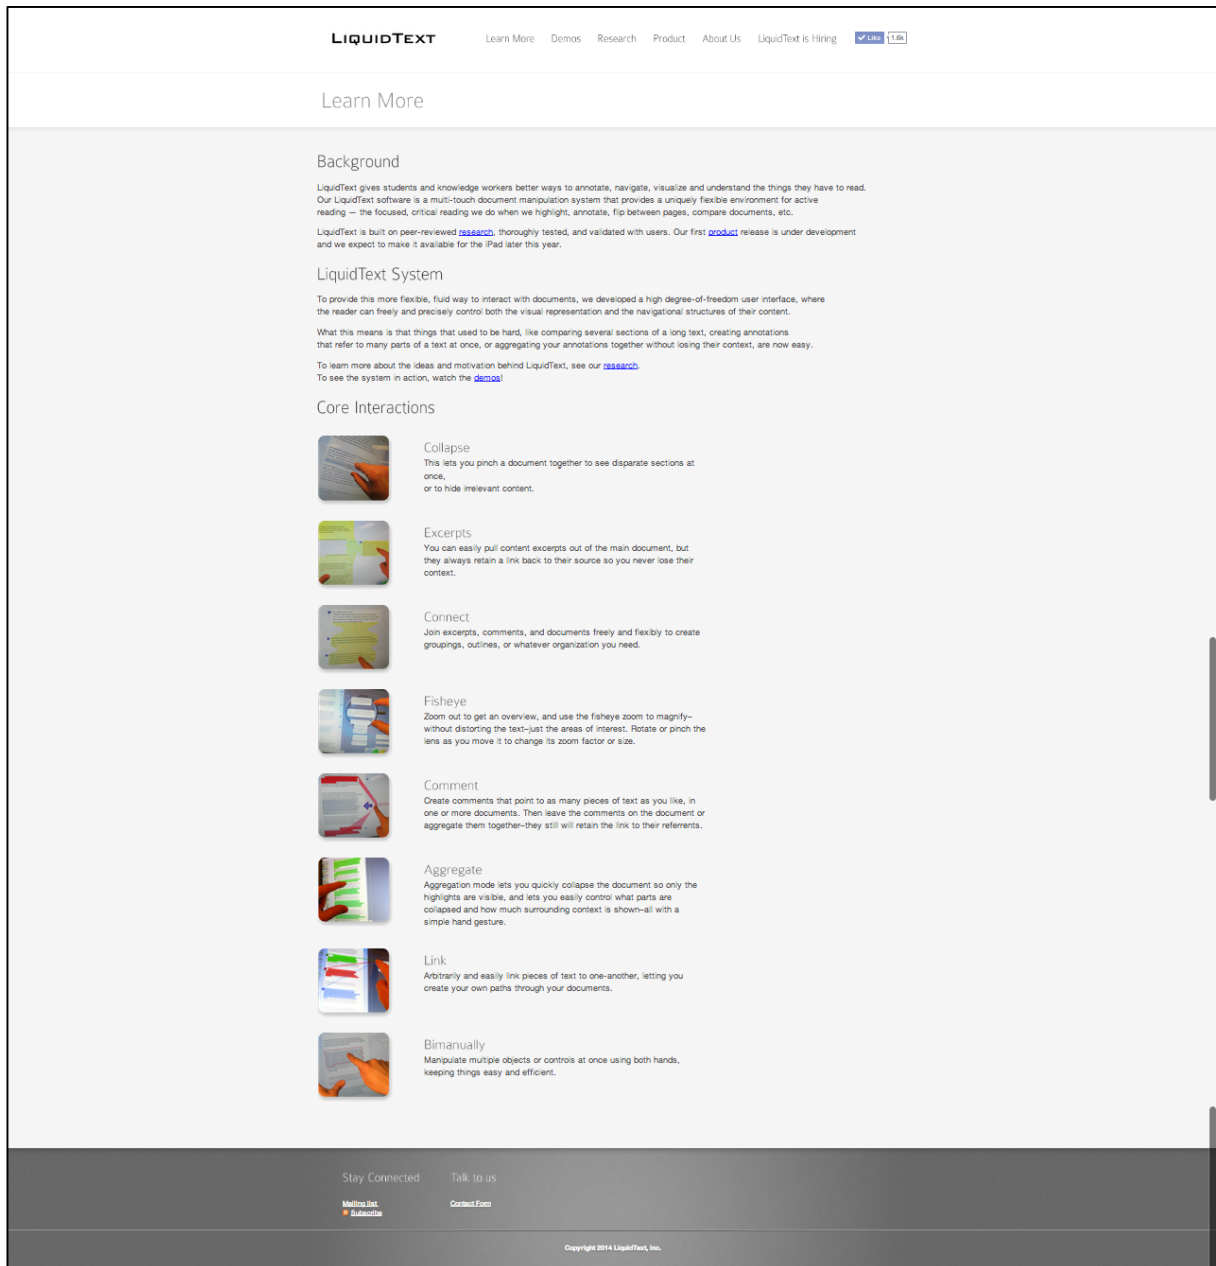 LIQUIDTEXT
Learn More Demos Research Product About Us LiquidText is Hiring Like 1.6k
Learn More
Background
LiquidText gives students and knowledge workers better ways to annotate, navigate, visualize and understand the things they have to read.
Our LiquidText software is a multi-touch document manipulation system that provides a uniquely flexible environment for active
reading — the focused, critical reading we do when we highlight, annotate, flip between pages, compare documents, etc.
LiquidText is built on peer-reviewed research, thoroughly tested, and validated with users. Our first product release is under development
and we expect to make it available for the iPad later this year.
LiquidText System
To provide this more flexible, fluid way to interact with documents, we developed a high degree-of-freedom user interface, where
the reader can freely and precisely control both the visual representation and the navigational structures of their content.
What this means is that things that used to be hard, like comparing several sections of a long text, creating annotations
that refer to many parts of a text at once, or aggregating your annotations together without losing their context, are now easy.
To learn more about the ideas and motivation behind LiquidText, see our research.
To see the system in action, watch the demos!
Core Interactions
Collapse
This lets you pinch a document together to see disparate sections at
once,
or to hide irrelevant content.
Excerpts
You can easily pull content excerpts out of the main document, but
they always retain a link back to their source so you never lose their
context.
Connect
Join excerpts, comments, and documents freely and flexibly to create
groupings, outlines, or whatever organization you need.
Fisheye
Zoom out to get an overview, and use the fisheye zoom to magnify–
without distorting the text–just the areas of interest. Rotate or pinch the
lens as you move it to change its zoom factor or size.
Comment
Create comments that point to as many pieces of text as you like, in
one or more documents. Then leave the comments on the document or
aggregate them together–they still will retain the link to their referrents.
Aggregate
Aggregation mode lets you quickly collapse the document so only the
highlights are visible, and lets you easily control what parts are
collapsed and how much surrounding context is shown–all with a
simple hand gesture.
Link
Arbitrarily and easily link pieces of text to one-another, letting you
create your own paths through your documents.
Bimanually
Manipulate multiple objects or controls at once using both hands,
keeping things easy and efficient.
Stay Connected Talk to us
Mailing list Contact Form
Subscribe
Copyright 2014 LiquidText, Inc.